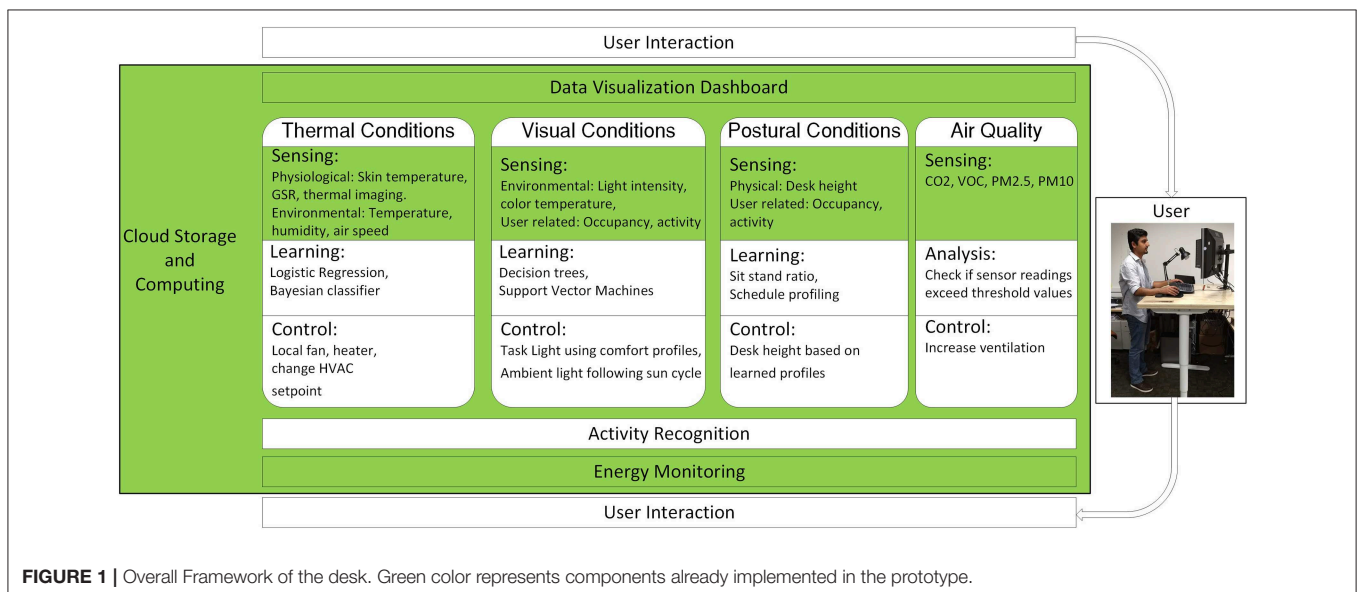 User Interaction
Data Visualization Dashboard
Cloud Storage
and
Computing
Thermal Conditions
Sensing:
Physiological: Skin temperature,
GSR, thermal imaging.
Environmental: Temperature,
humidity, air speed
Learning:
Logistic Regression,
Bayesian classifier
Control:
Local fan, heater,
change HVAC
setpoint
Visual Conditions
Sensing:
Environmental: Light intensity,
color temperature,
User related: Occupancy, activity
Learning:
Decision trees,
Support Vector Machines
Control:
Task Light using comfort profiles,
Ambient light following sun cycle
Postural Conditions
Sensing:
Physical: Desk height
User related: Occupancy,
activity
Learning:
Sit stand ratio,
Schedule profiling
Control:
Desk height based on
learned profiles
Air Quality
Sensing:
CO2, VOC, PM2.5, PM10
Analysis:
Check if sensor readings
exceed threshold values
Control:
Increase ventilation
User
Activity Recognition
Energy Monitoring
User Interaction
FIGURE 1 | Overall Framework of the desk. Green color represents components already implemented in the prototype.